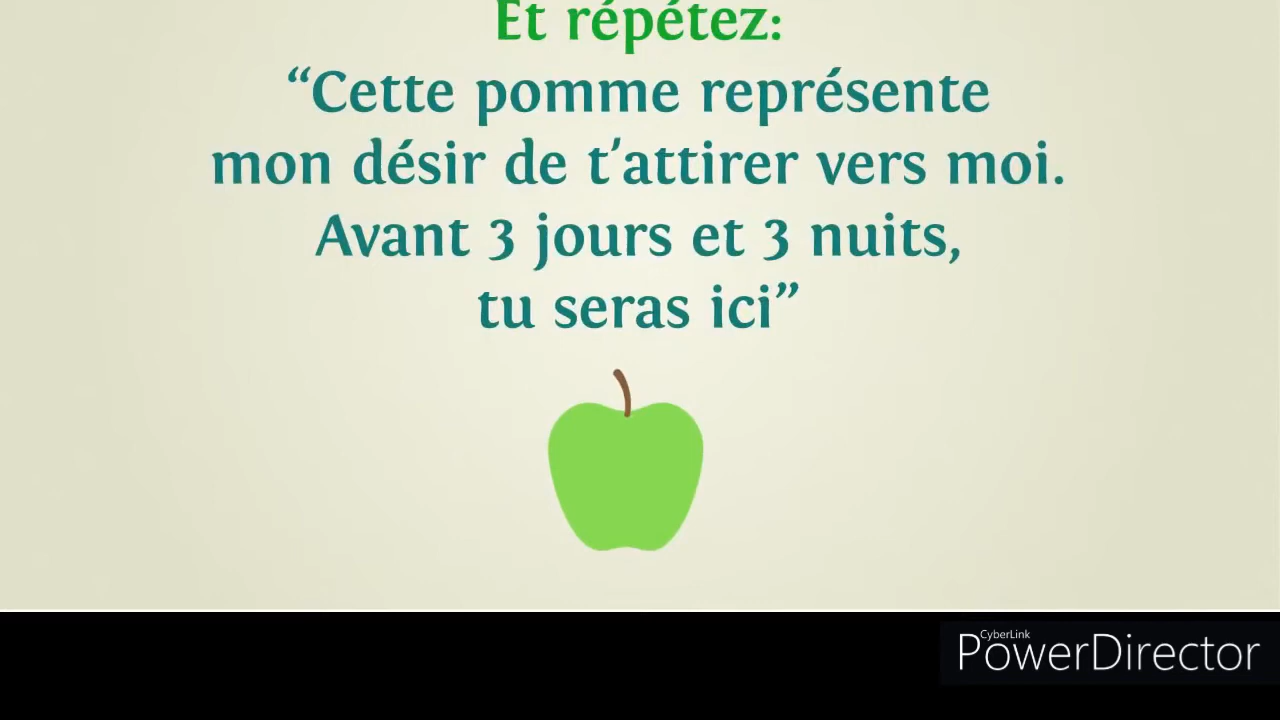 Et répétez:
“Cette pomme représente
mon désir de t'attirer vers moi.
Avant 3 jours et 3 nuits,
tu seras ici”
CyberLink
PowerDirector